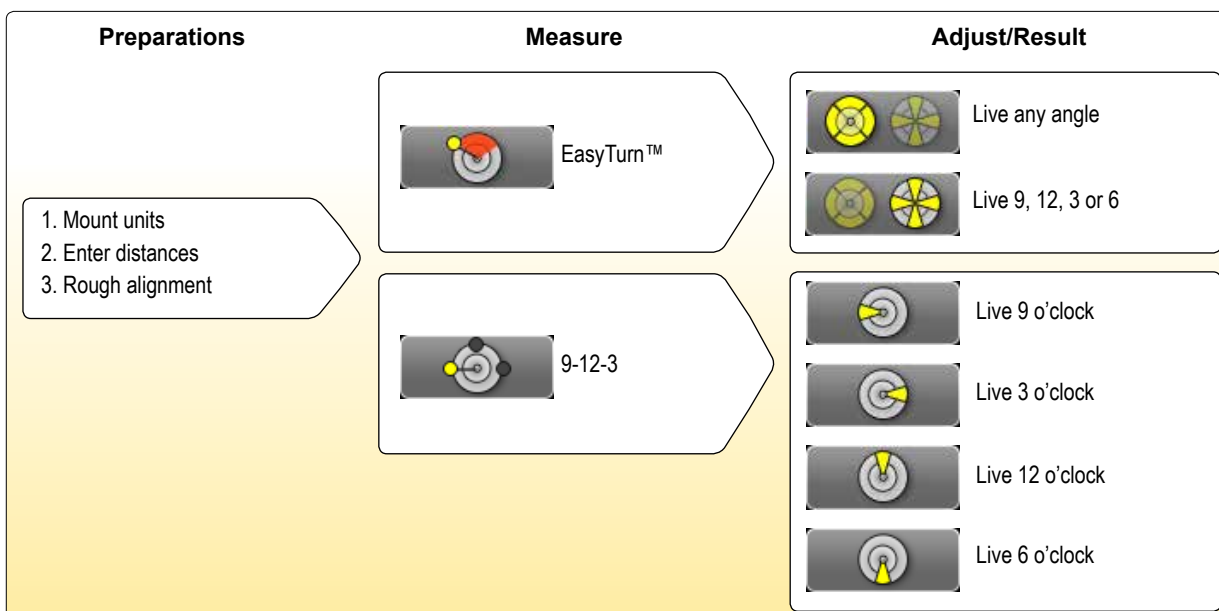 Preparations
Measure
Adjust/Result
1. Mount units
2. Enter distances
3. Rough alignment
EasyTurn™
9-12-3
Live any angle
Live 9, 12, 3 or 6
Live 9 o’clock
Live 3 o’clock
Live 12 o’clock
Live 6 o’clock